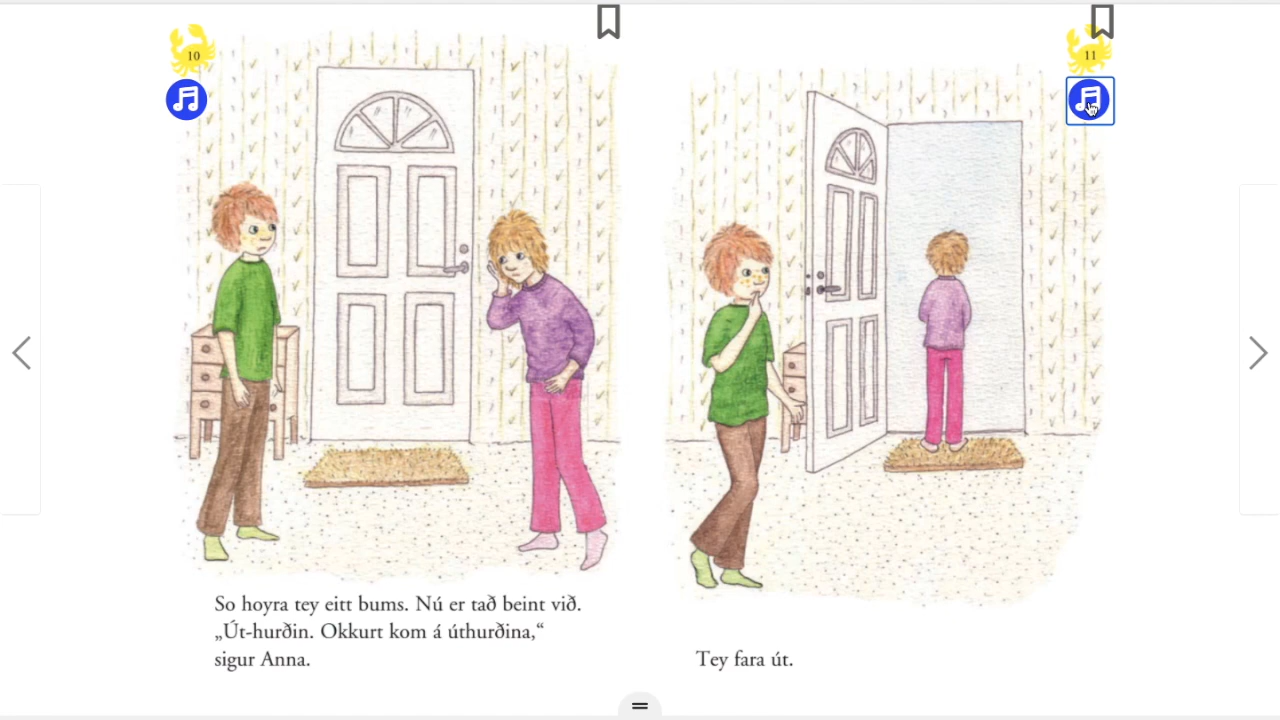 10
So hoyra tey eitt bums. Nú er tað beint við.
„Út-hurðin. Okkurt kom á úthurðina,“
sigur Anna.
11
Tey fara út.